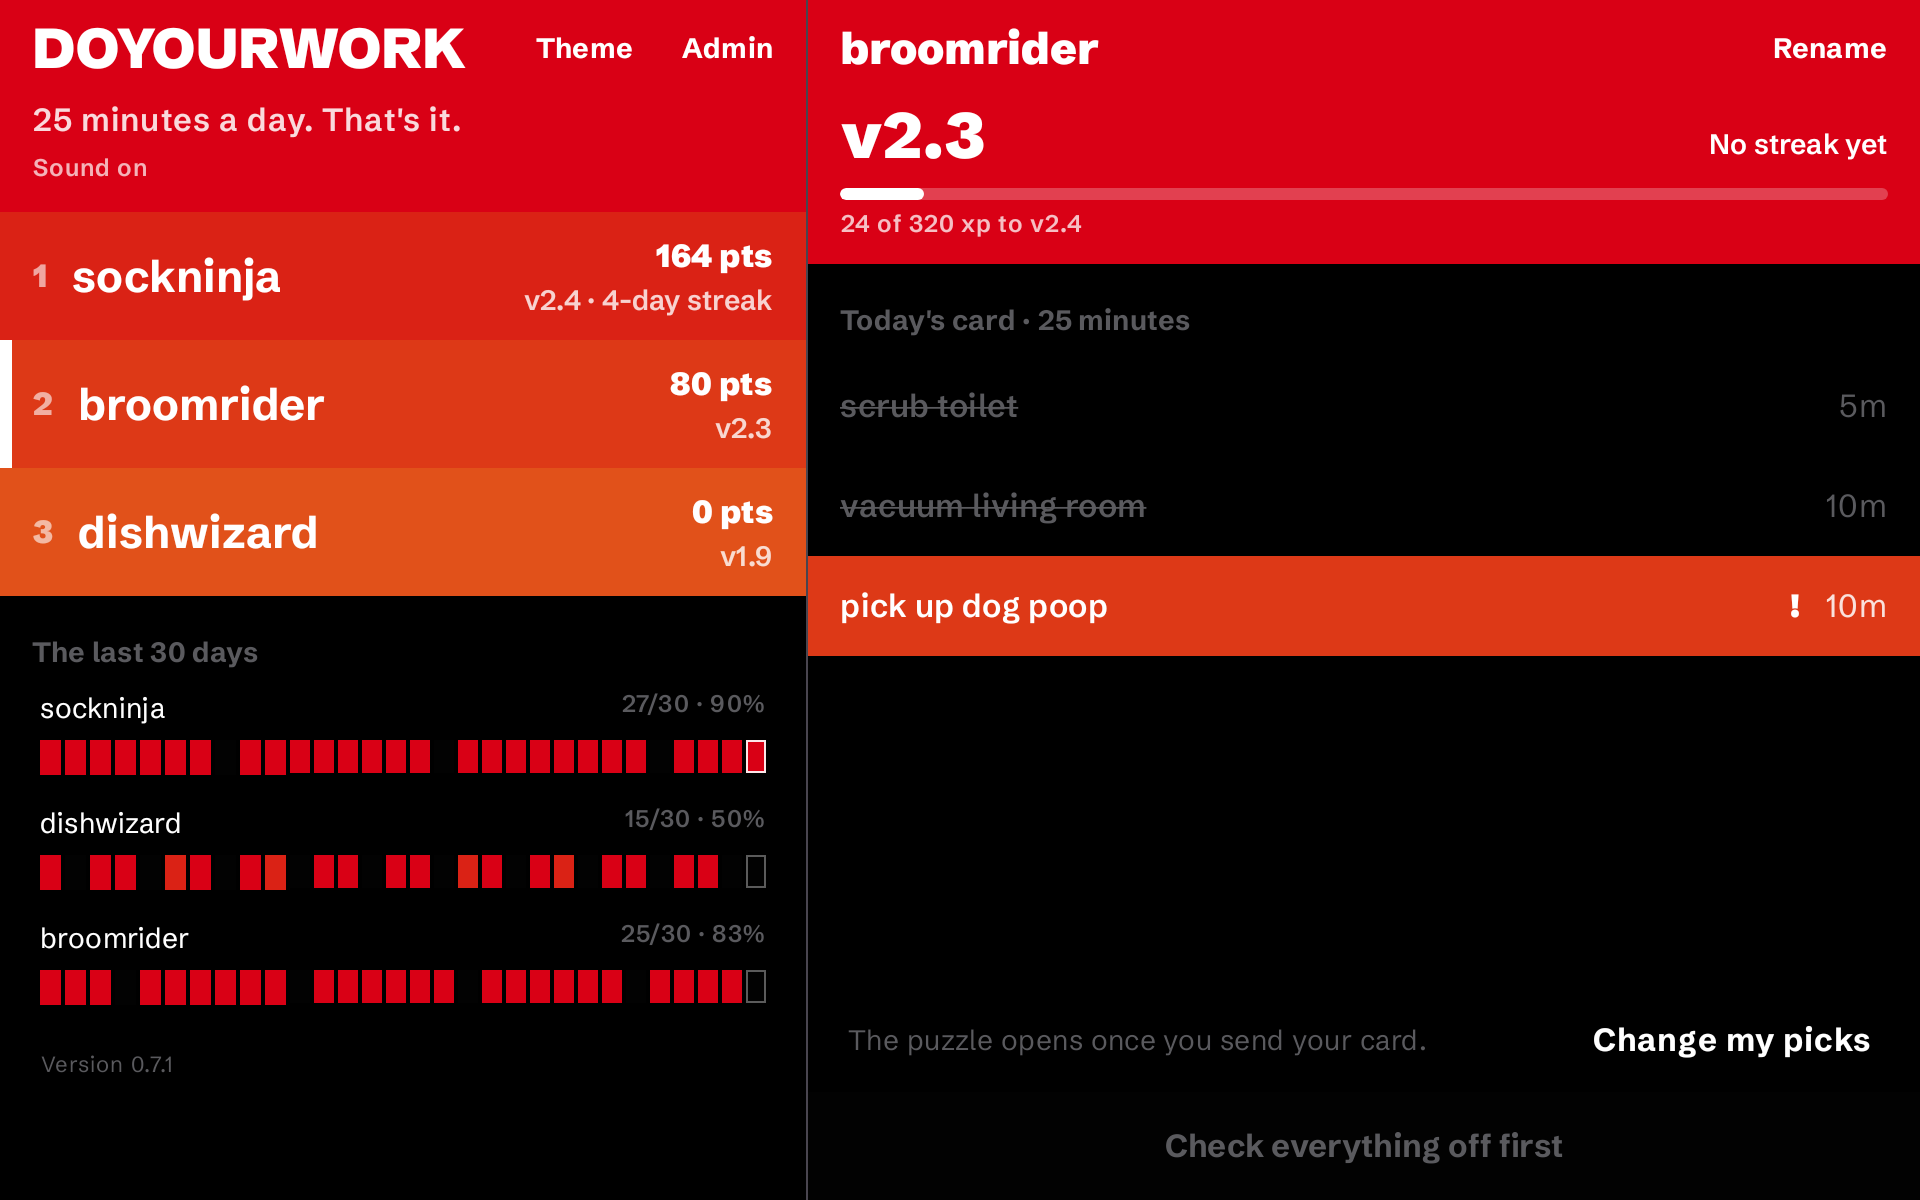 DOYOURWORK
Theme
Admin
25 minutes a day. That's it.
Sound on
1 sockninja
164 pts
v2.4 · 4-day streak
2 broomrider
80 pts
v2.3
3 dishwizard
0 pts
v1.9
The last 30 days
sockninja
27/30 · 90%
dishwizard
15/30 · 50%
broomrider
25/30 · 83%
Version 0.7.1
broomrider
Rename
v2.3
No streak yet
24 of 320 xp to v2.4
Today's card · 25 minutes
scrub toilet 5m
vacuum living room 10m
pick up dog poop ! 10m
The puzzle opens once you send your card.
Change my picks
Check everything off first